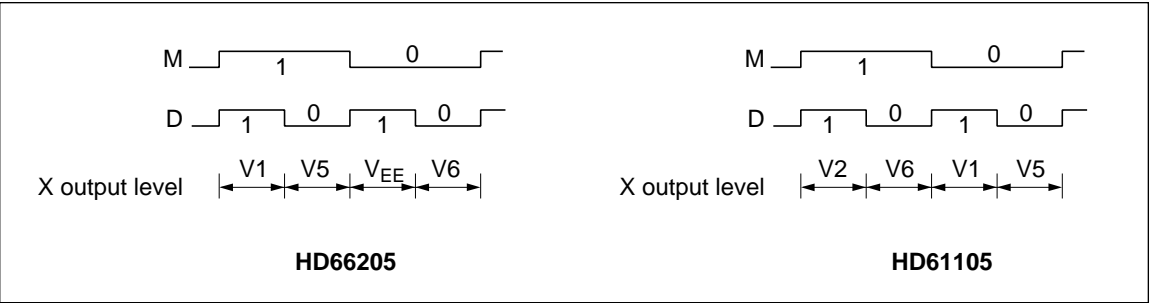 M 1 0
D 1 0 1 0
X output level V1 V5 VEE V6
HD66205
M 1 0
D 1 0 1 0
X output level V2 V6 V1 V5
HD61105